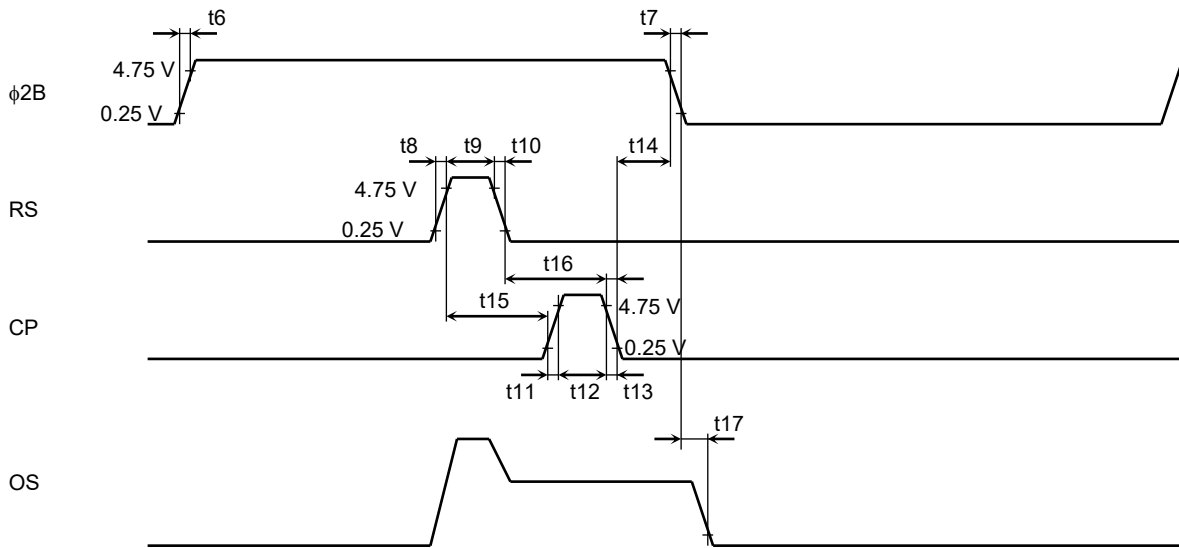 t6
t7
4.75 V
ϕ2B
0.25 V
t8
t9
t10
t14
4.75 V
RS
0.25 V
t16
t15
4.75 V
CP
0.25 V
t11
t12
t13
t17
OS